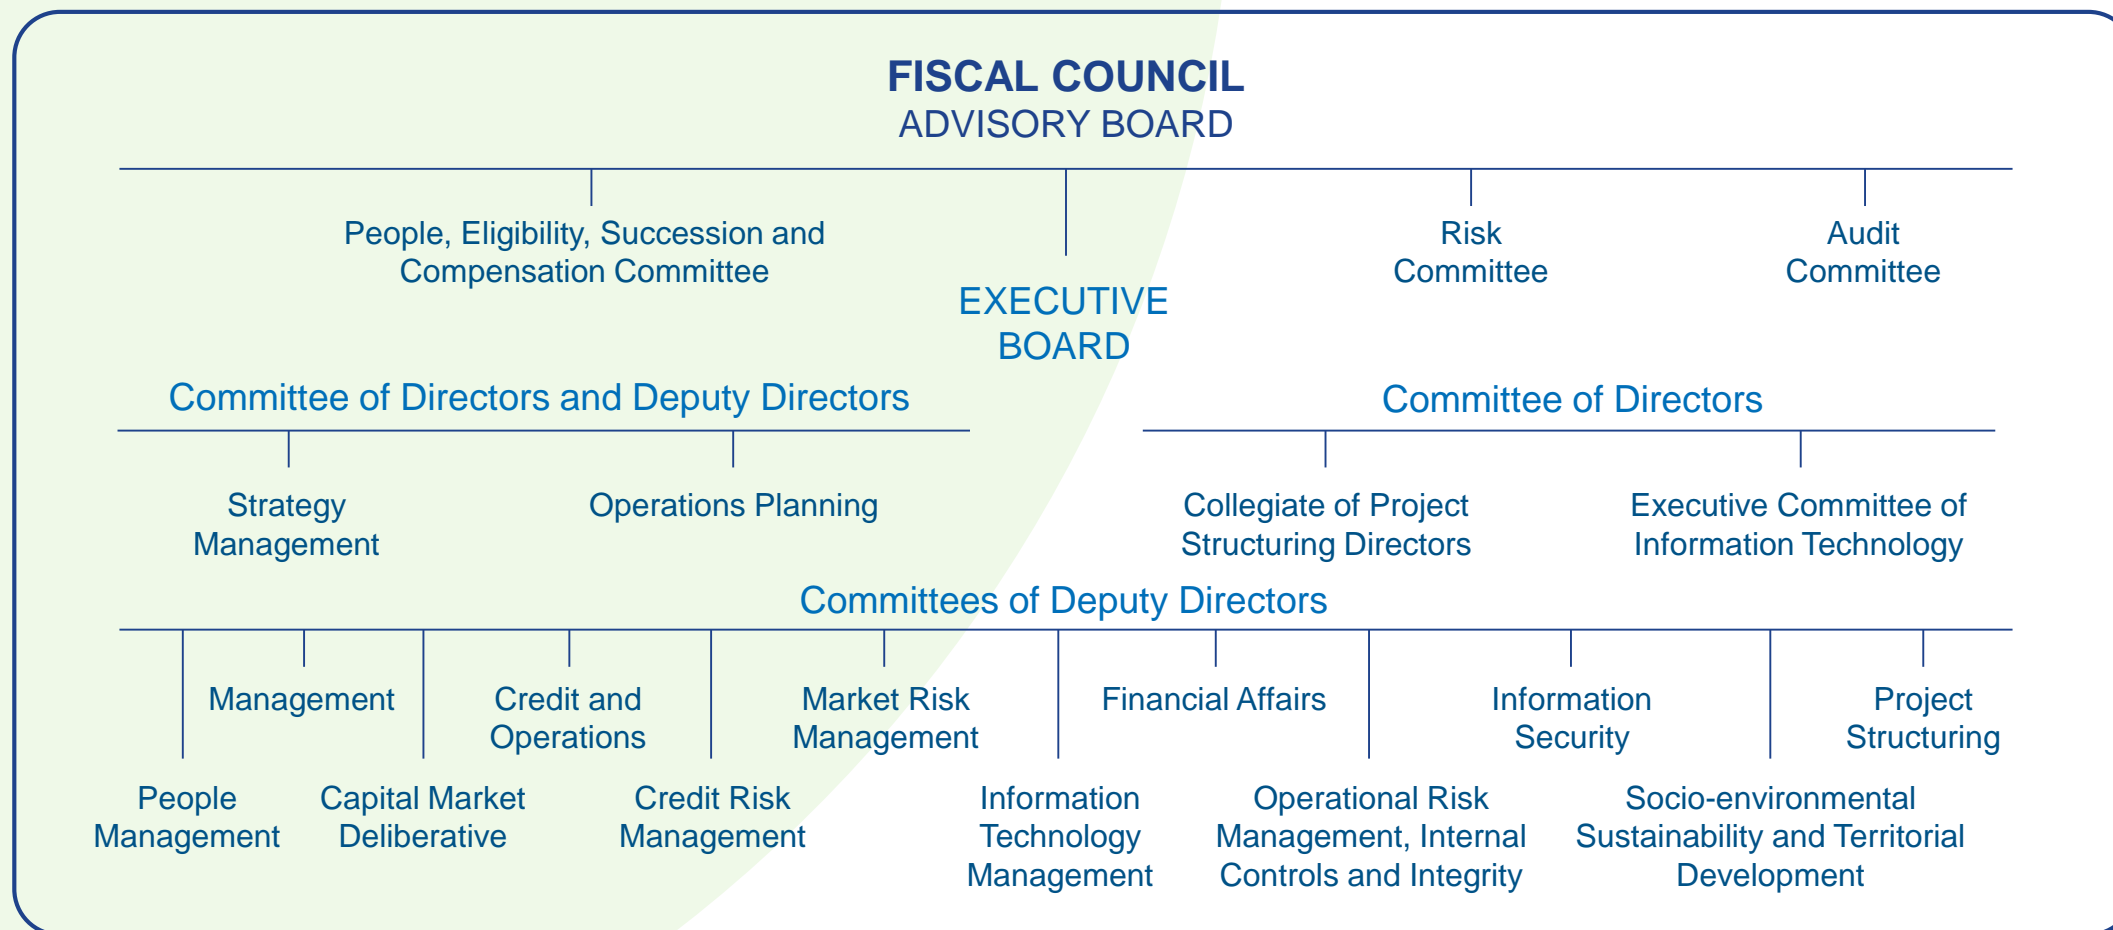 FISCAL COUNCIL
ADVISORY BOARD
People, Eligibility, Succession and
Compensation Committee
EXECUTIVE
BOARD
Risk
Committee
Audit
Committee
Committee of Directors and Deputy Directors
Strategy
Management
Operations Planning
Committee of Directors
Collegiate of Project
Structuring Directors
Executive Committee of
Information Technology
Committees of Deputy Directors
People
Management
Management
Capital Market
Deliberative
Credit and
Operations
Credit Risk
Management
Market Risk
Management
Information
Technology
Management
Financial Affairs
Operational Risk
Management, Internal
Controls and Integrity
Information
Security
Socio-environmental
Sustainability and Territorial
Development
Project
Structuring